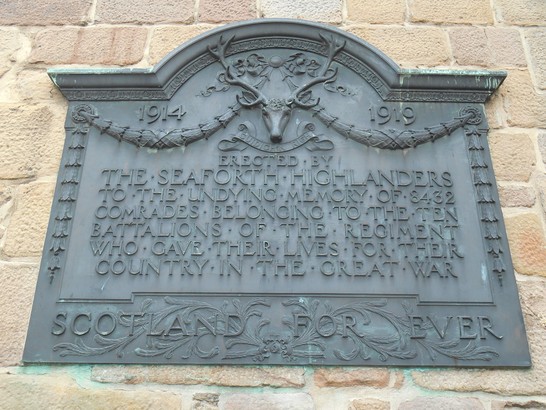 1914 1919
ERECTED · BY
THE · SEAFORTH · HIGHLANDERS
TO · THE · UNDYING · MEMORY · OF · 8432
COMRADES · BELONGING · TO · THE · TEN
BATTALIONS · OF · THE · REGIMENT
WHO · GAVE · THEIR · LIVES · FOR · THEIR
COUNTRY · IN · THE · GREAT · WAR
SCOTLAND FOR EVER